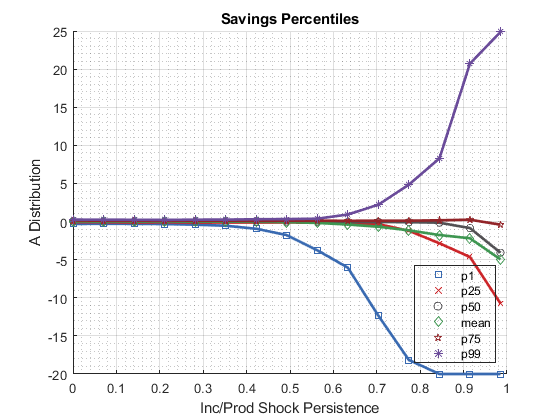 Savings Percentiles
25
20
15
10
5
0
-5
-10
-15
-20
A Distribution
p1
p25
p50
mean
p75
p99
0 0.1 0.2 0.3 0.4 0.5 0.6 0.7 0.8 0.9 1
Inc/Prod Shock Persistence